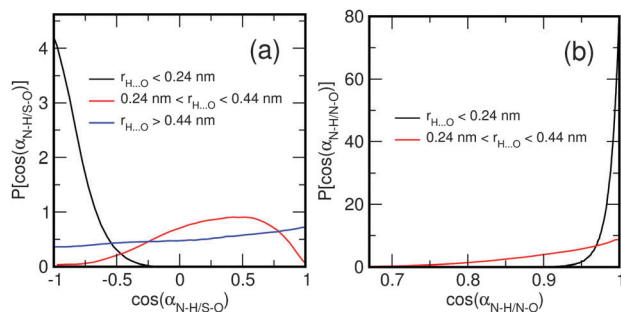 (a)
P[cos(α_N-H/S-O)]
4
3
2
1
0
r_H...O < 0.24 nm
0.24 nm < r_H...O < 0.44 nm
r_H...O > 0.44 nm
-1 -0.5 0 0.5 1
cos(α_N-H/S-O)
(b)
P[cos(α_N-H/N-O)]
80
60
40
20
0
r_H...O < 0.24 nm
0.24 nm < r_H...O < 0.44 nm
0.7 0.8 0.9 1
cos(α_N-H/N-O)